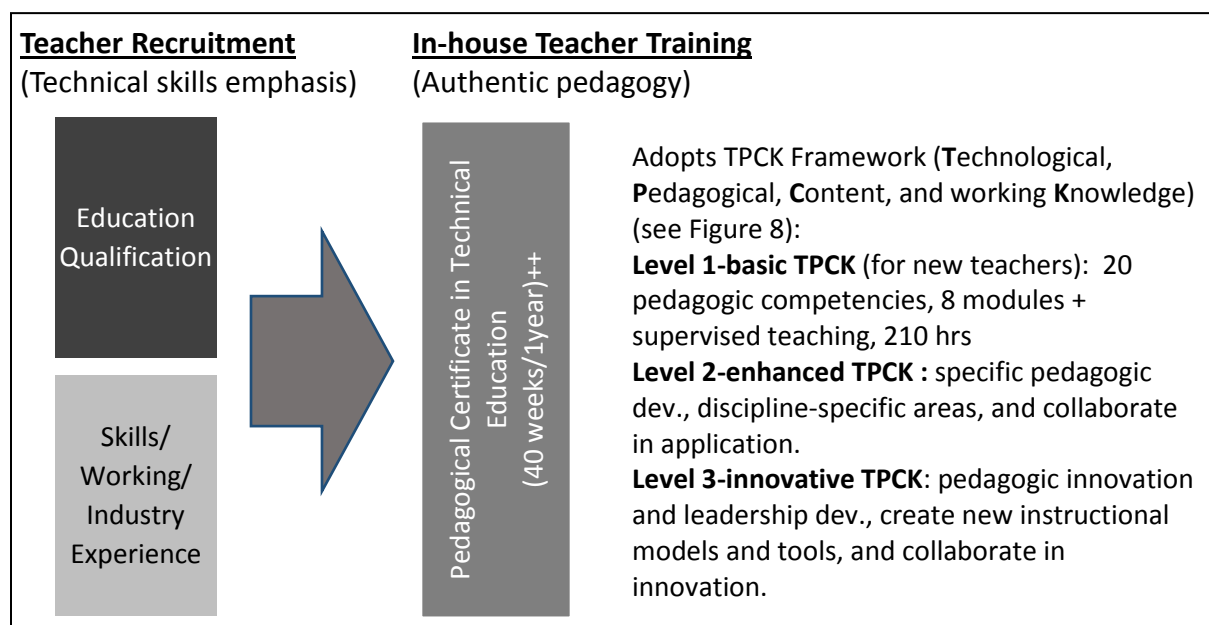 Teacher Recruitment
(Technical skills emphasis)
Education
Qualification
Skills/
Working/
Industry
Experience
In-house Teacher Training
(Authentic pedagogy)
Pedagogical Certificate in Technical
Education
(40 weeks/1year)++
Adopts TPCK Framework (Technological,
Pedagogical, Content, and working Knowledge)
(see Figure 8):
Level 1-basic TPCK (for new teachers):  20
pedagogic competencies, 8 modules +
supervised teaching, 210 hrs
Level 2-enhanced TPCK : specific pedagogic
dev., discipline-specific areas, and collaborate
in application.
Level 3-innovative TPCK: pedagogic innovation
and leadership dev., create new instructional
models and tools, and collaborate in
innovation.